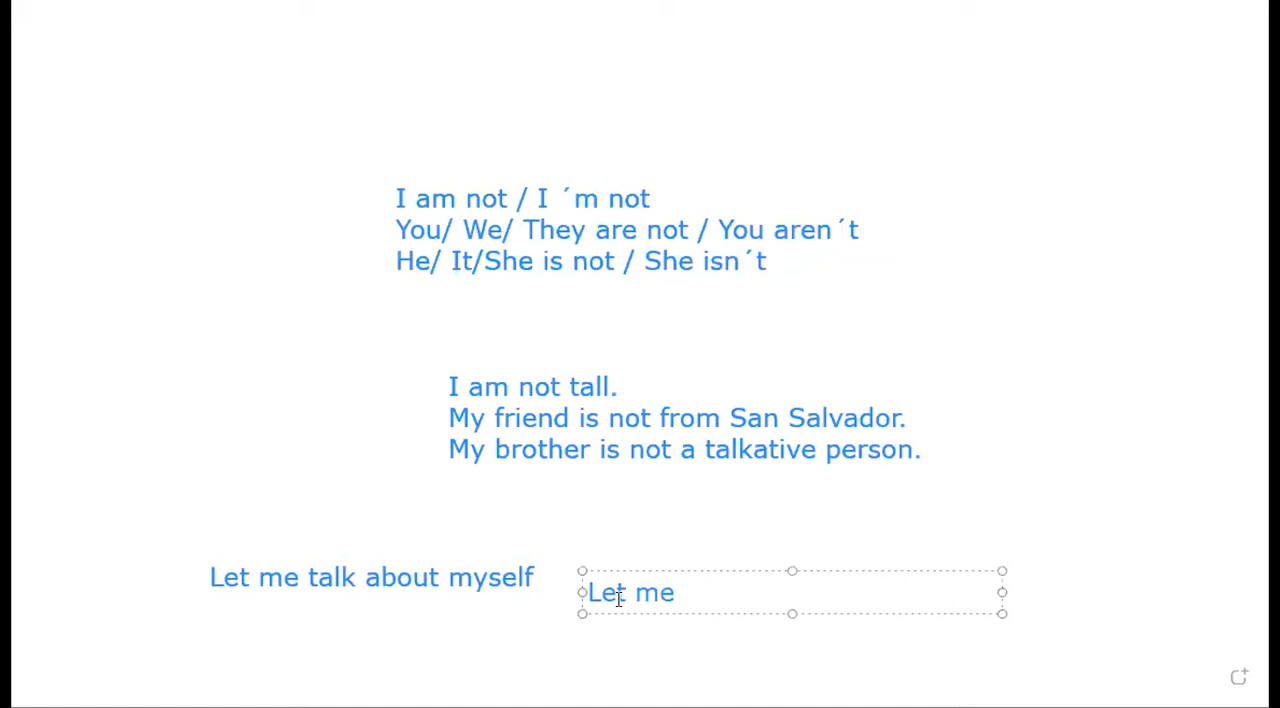 I am not / I ´m not
You/ We/ They are not / You aren´t
He/ It/She is not / She isn´t
I am not tall.
My friend is not from San Salvador.
My brother is not a talkative person.
Let me talk about myself
Let me